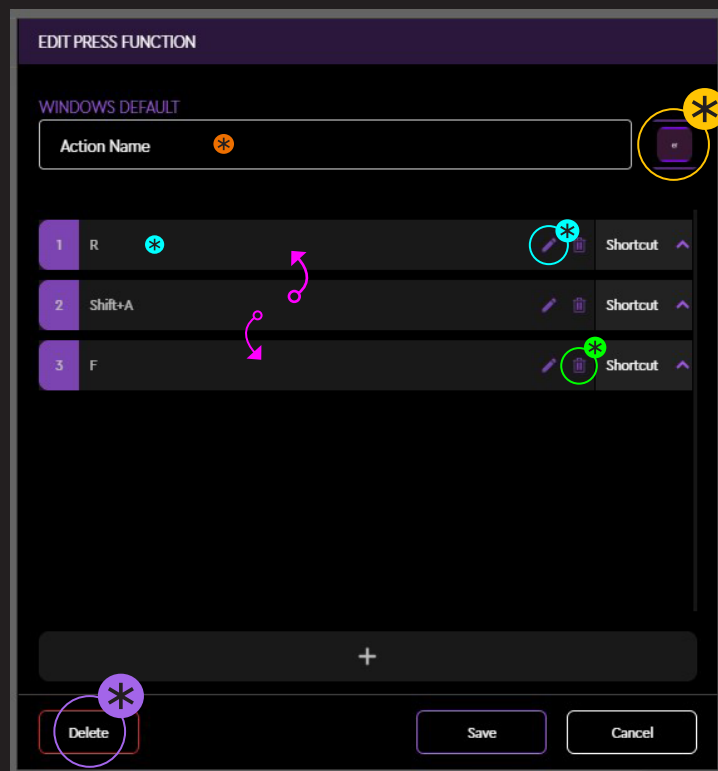 EDIT PRESS FUNCTION
WINDOWS DEFAULT
Action Name
1 R Shortcut
2 Shift+A Shortcut
3 F Shortcut
+
Delete Save Cancel